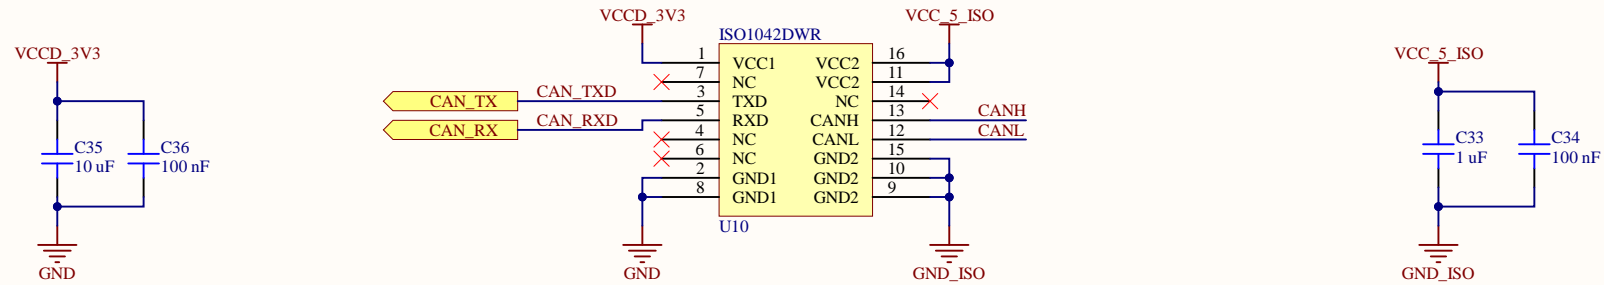 VCCD_3V3
C35
10 uF
C36
100 nF
GND
CAN_TX
CAN_TXD
CAN_RX
CAN_RXD
VCCD_3V3
VCC_5_ISO
ISO1042DWR
1 VCC1 VCC2 16
7 NC VCC2 11
3 TXD NC 14
5 RXD CANH 13 CANH
4 NC CANL 12 CANL
6 NC GND2 15
2 GND1 GND2 10
8 GND1 GND2 9
U10
GND
GND_ISO
VCC_5_ISO
C33
1 uF
C34
100 nF
GND_ISO